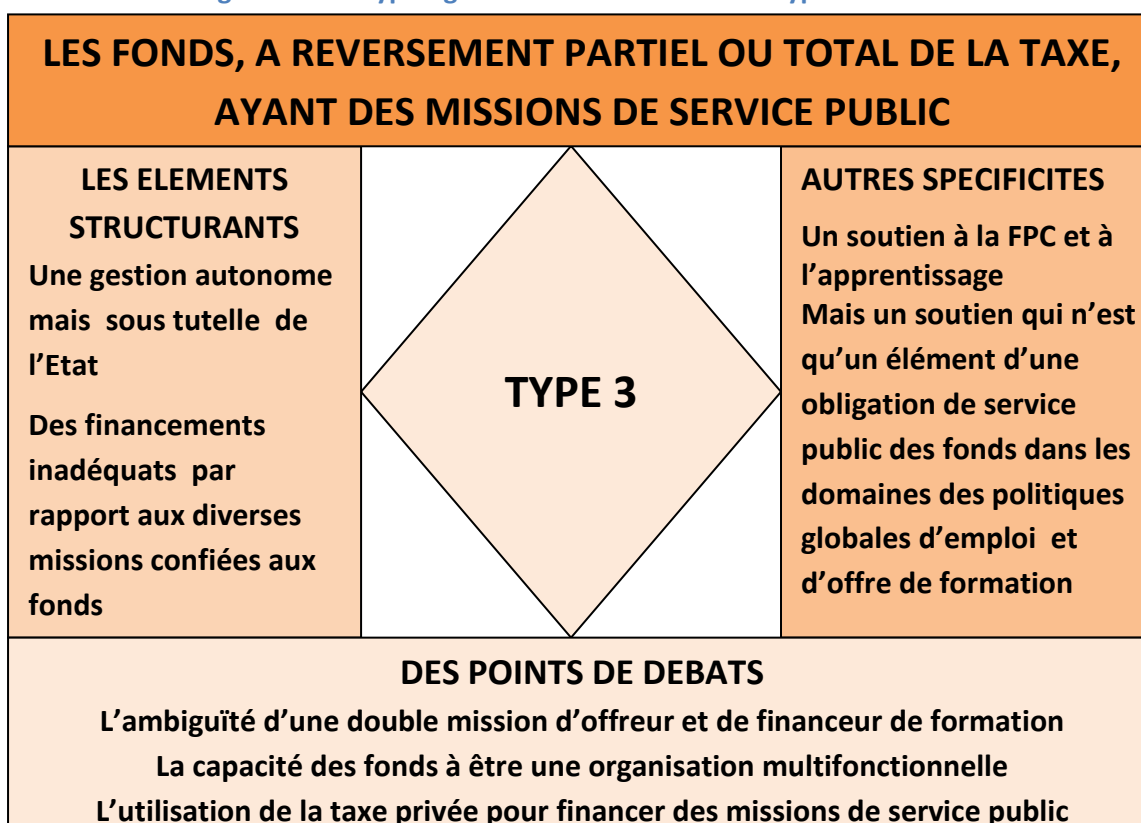 LES FONDS, A REVERSEMENT PARTIEL OU TOTAL DE LA TAXE,
AYANT DES MISSIONS DE SERVICE PUBLIC
LES ELEMENTS
STRUCTURANTS
Une gestion autonome
mais sous tutelle de
l’Etat
Des financements
inadéquats par
rapport aux diverses
missions confiées aux
fonds
TYPE 3
AUTRES SPECIFICITES
Un soutien à la FPC et à
l’apprentissage
Mais un soutien qui n’est
qu’un élément d’une
obligation de service
public des fonds dans les
domaines des politiques
globales d’emploi et
d’offre de formation
DES POINTS DE DEBATS
L’ambiguïté d’une double mission d’offreur et de financeur de formation
La capacité des fonds à être une organisation multifonctionnelle
L’utilisation de la taxe privée pour financer des missions de service public